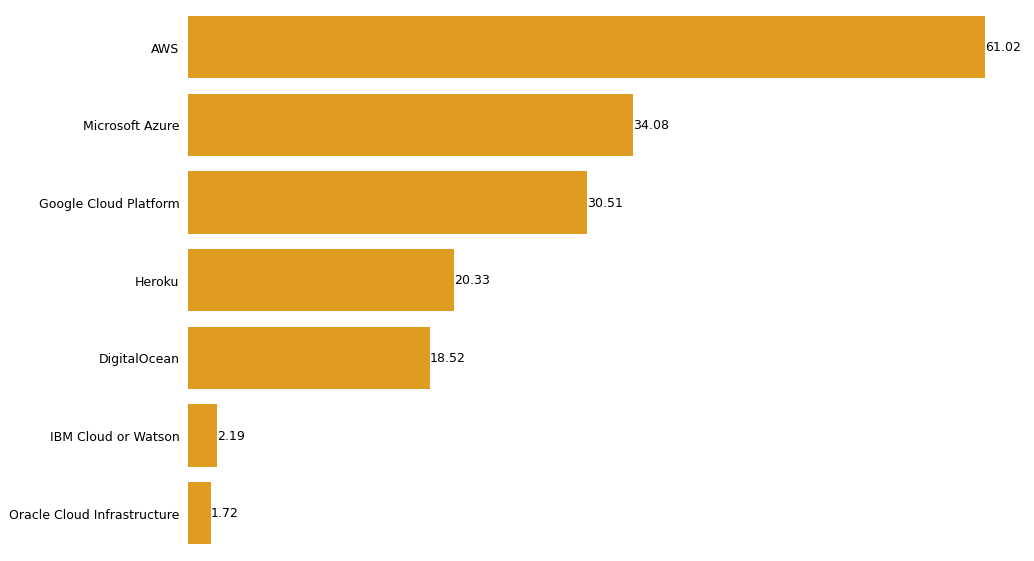 AWS 61.02
Microsoft Azure 34.08
Google Cloud Platform 30.51
Heroku 20.33
DigitalOcean 18.52
IBM Cloud or Watson 2.19
Oracle Cloud Infrastructure 1.72